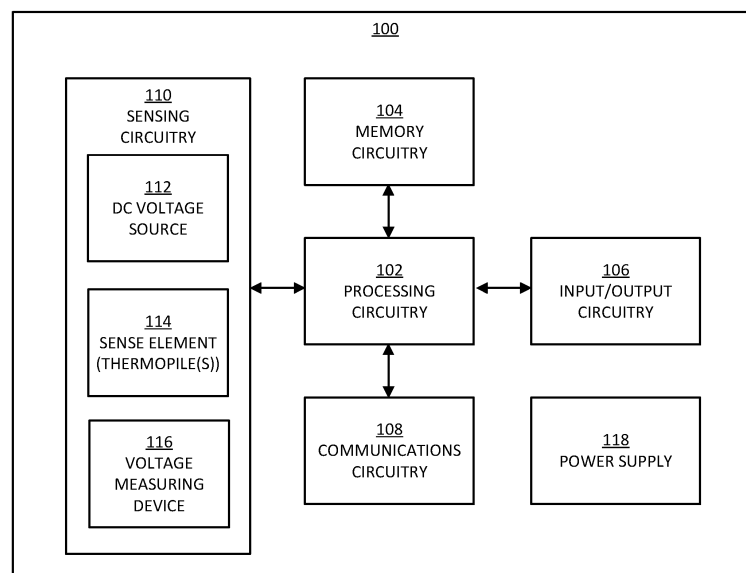 100
110
SENSING
CIRCUITRY
112
DC VOLTAGE
SOURCE
114
SENSE ELEMENT
(THERMOPILE(S))
116
VOLTAGE
MEASURING
DEVICE
104
MEMORY
CIRCUITRY
102
PROCESSING
CIRCUITRY
108
COMMUNICATIONS
CIRCUITRY
106
INPUT/OUTPUT
CIRCUITRY
118
POWER SUPPLY